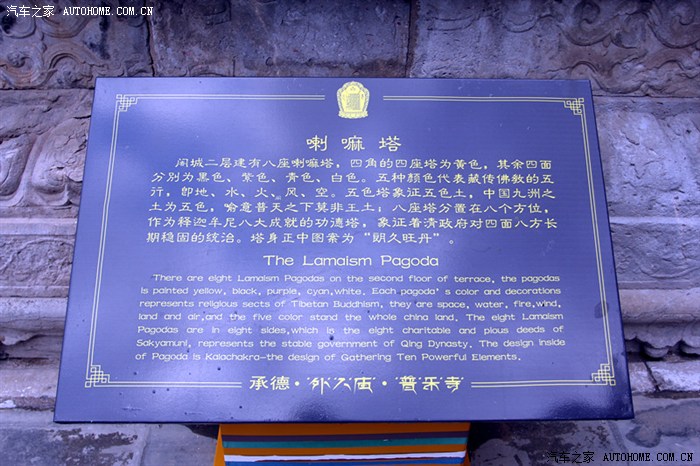 汽车之家 AUTOHOME.COM.CN
喇嘛塔
阇城二层建有八座喇嘛塔，四角的四座塔为黄色，其余四面
分别为黑色、紫色、青色、白色。五种颜色代表藏传佛教的五
行，即地、水、火、风、空。五色塔象征五色土，中国九洲之
土为五色，喻意普天之下莫非王土；八座塔分置在八个方位，
作为释迦牟尼八大成就的功德塔，象征着清政府对四面八方长
期稳固的统治。塔身正中图案为“朗久旺丹”。
The Lamaism Pagoda
There are eight Lamaism Pagodas on the second floor of terrace, the pagodas
is painted yellow, black, purple, cyan,white. Each pagoda' s color and decorations
represents religious sects of Tibetan Buddhism, they are space, water, fire,wind,
land and air,and the five color stand the whole china land. The eight Lamaism
Pagodas are in eight sides,which in the eight charitable and pious deeds of
Sakyamuni, represents the stable government of Qing Dynasty. The design inside
of Pagoda is Kalachakra-the design of Gathering Ten Powerful Elements.
承德·外八庙·普乐寺
汽车之家 AUTOHOME.COM.CN